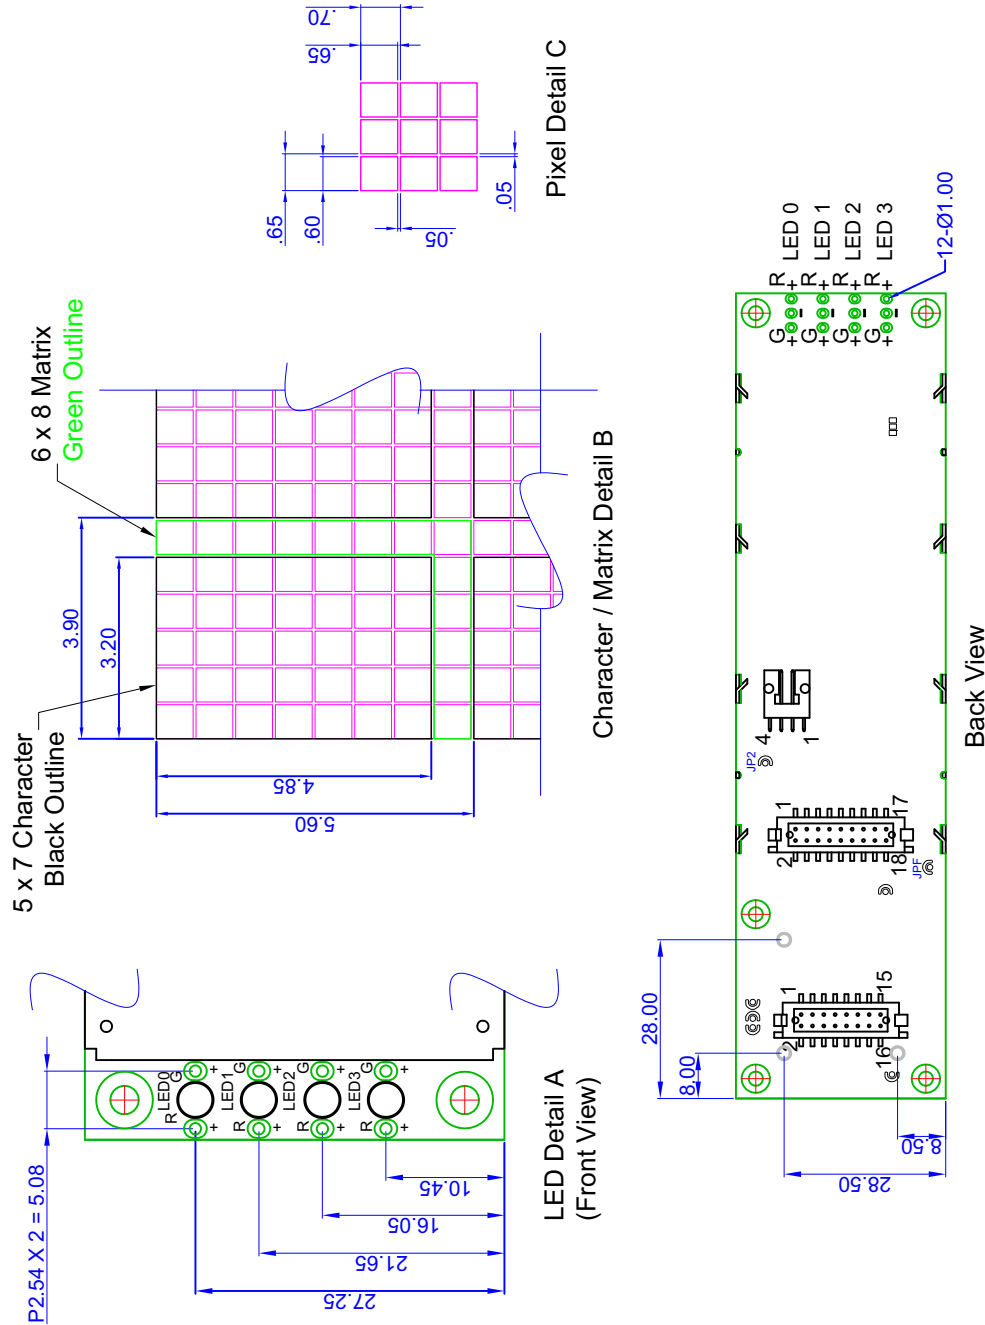 .70
.65
.65
.60
.05
.05
Pixel Detail C
6 x 8 Matrix
Green Outline
3.90
3.20
5 x 7 Character
Black Outline
4.85
5.60
Character / Matrix Detail B
P2.54 X 2 = 5.08
R LED0 G
+ +
R LED1 G
+ +
R LED2 G
+ +
R LED3 G
+ +
10.45
16.05
21.65
27.25
LED Detail A
(Front View)
G R LED 0
+ - +
G R LED 1
+ - +
G R LED 2
+ - +
G R LED 3
+ - +
12-Ø1.00
JP2
4
1
2
1
18
17
JPF
2
1
16
15
28.00
8.00
8.50
28.50
Back View